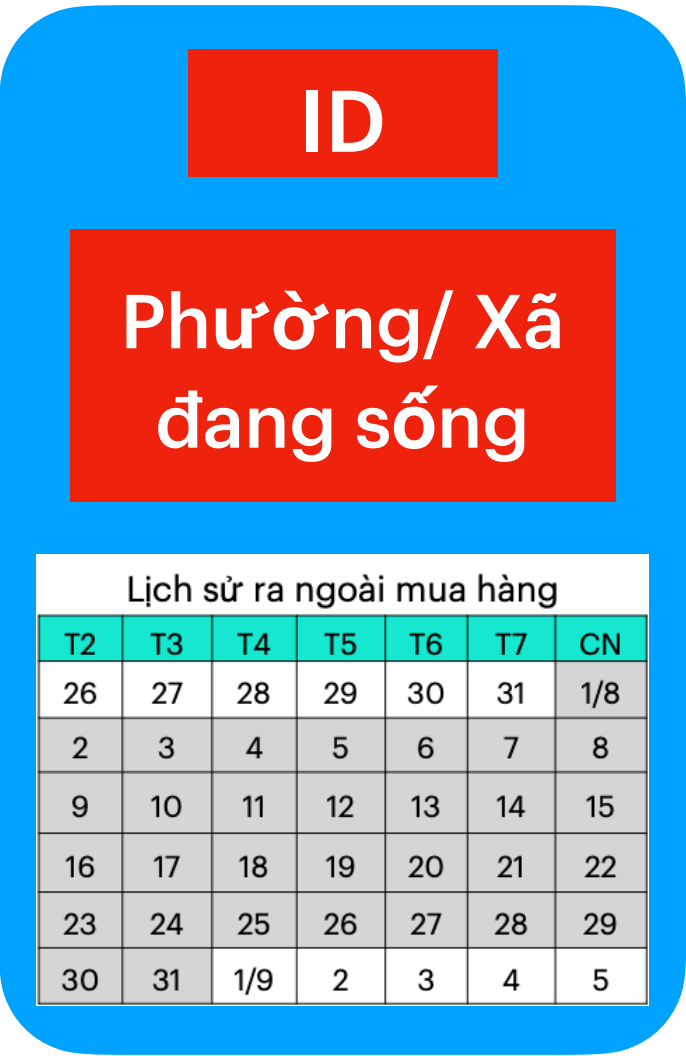 ID
Phường/ Xã
đang sống
Lịch sử ra ngoài mua hàng
T2 T3 T4 T5 T6 T7 CN
26 27 28 29 30 31 1/8
2 3 4 5 6 7 8
9 10 11 12 13 14 15
16 17 18 19 20 21 22
23 24 25 26 27 28 29
30 31 1/9 2 3 4 5